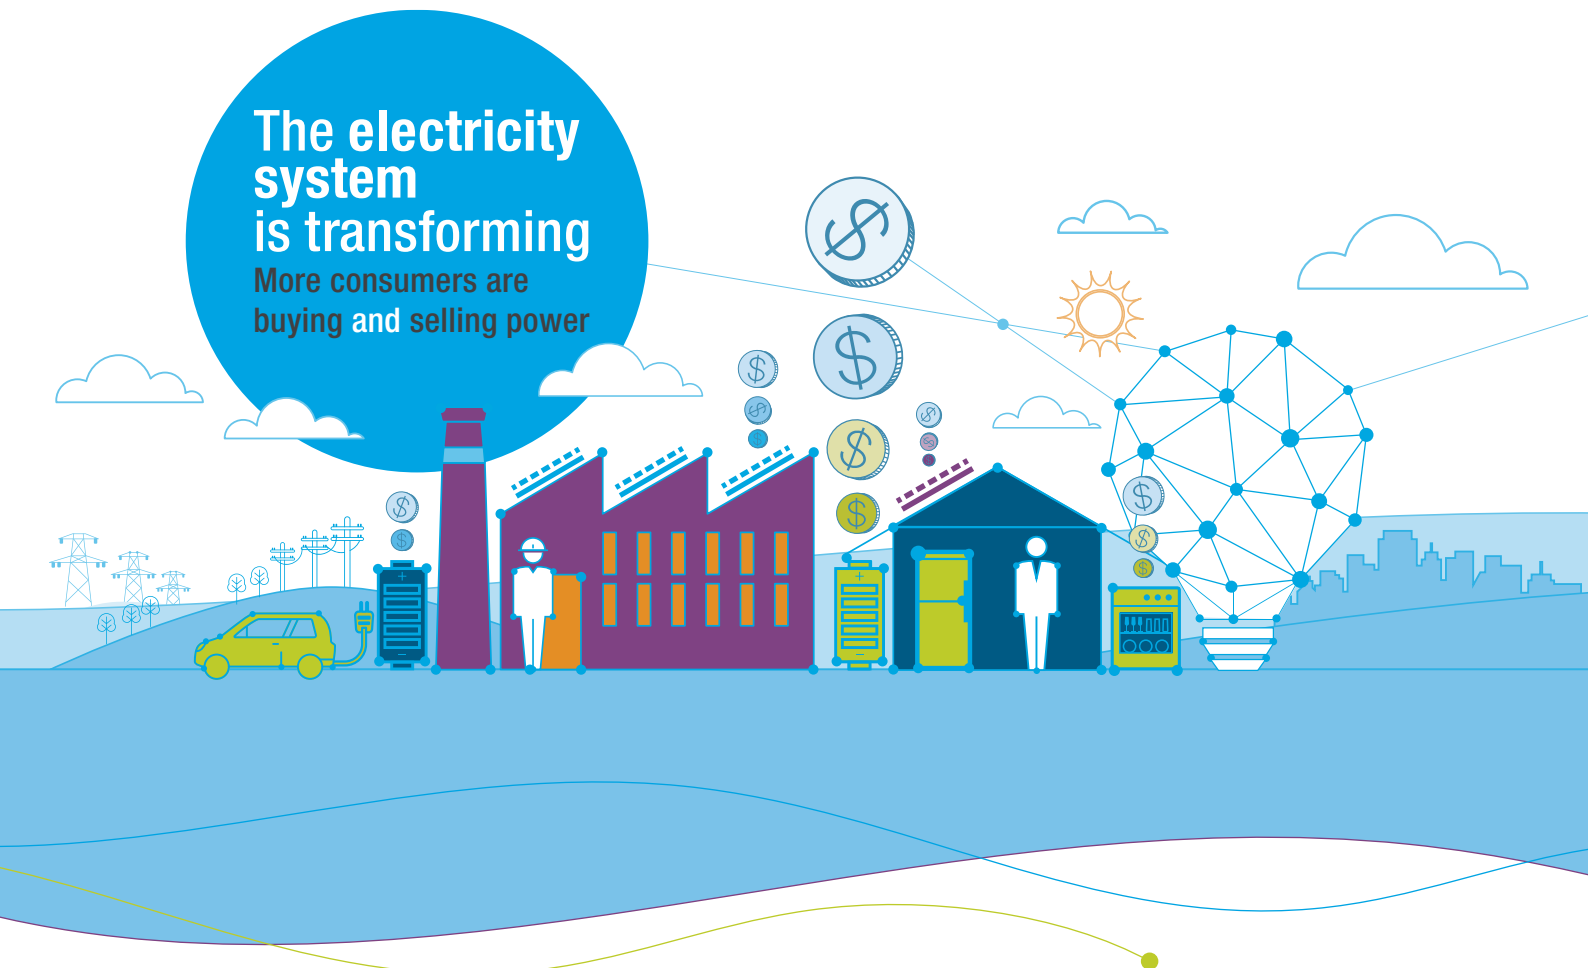 The electricity
system
is transforming
More consumers are
buying and selling power